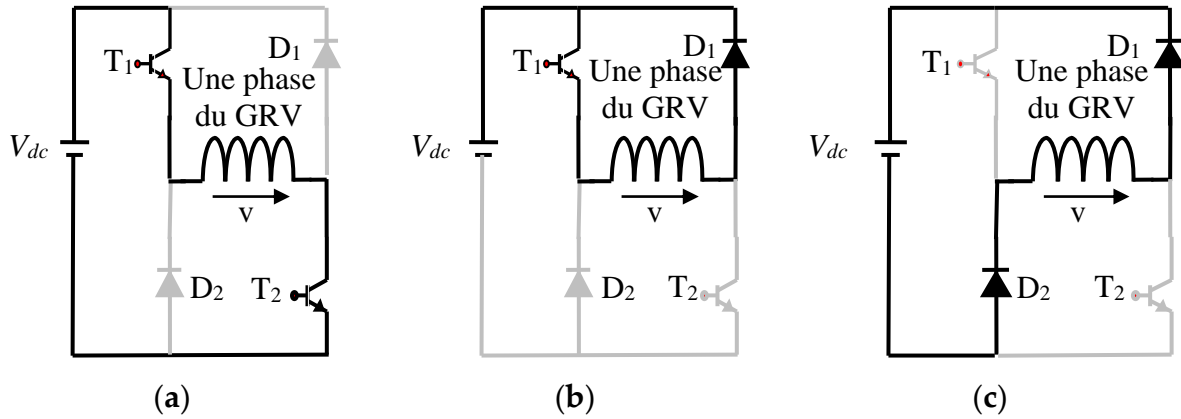 D1
T1
Une phase
du GRV
Vdc
v
D2
T2
(a)
D1
T1
Une phase
du GRV
Vdc
v
D2
T2
(b)
D1
T1
Une phase
du GRV
Vdc
v
D2
T2
(c)